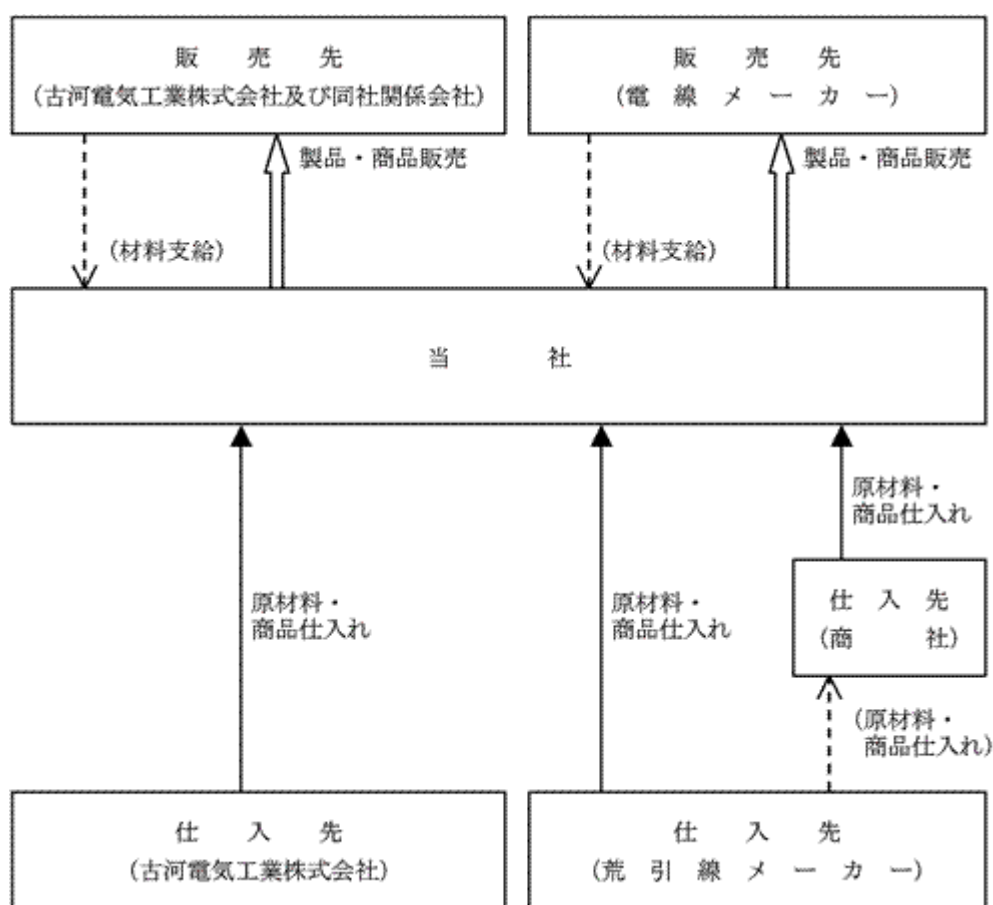 販売先
(古河電気工業株式会社及び同社関係会社)
販売先
(電線メーカー)
製品・商品販売
製品・商品販売
(材料支給)
(材料支給)
当社
原材料・
商品仕入れ
仕入先
(商社)
原材料・
商品仕入れ
原材料・
商品仕入れ
(原材料・
商品仕入れ)
仕入先
(古河電気工業株式会社)
仕入先
(荒引線メーカー)